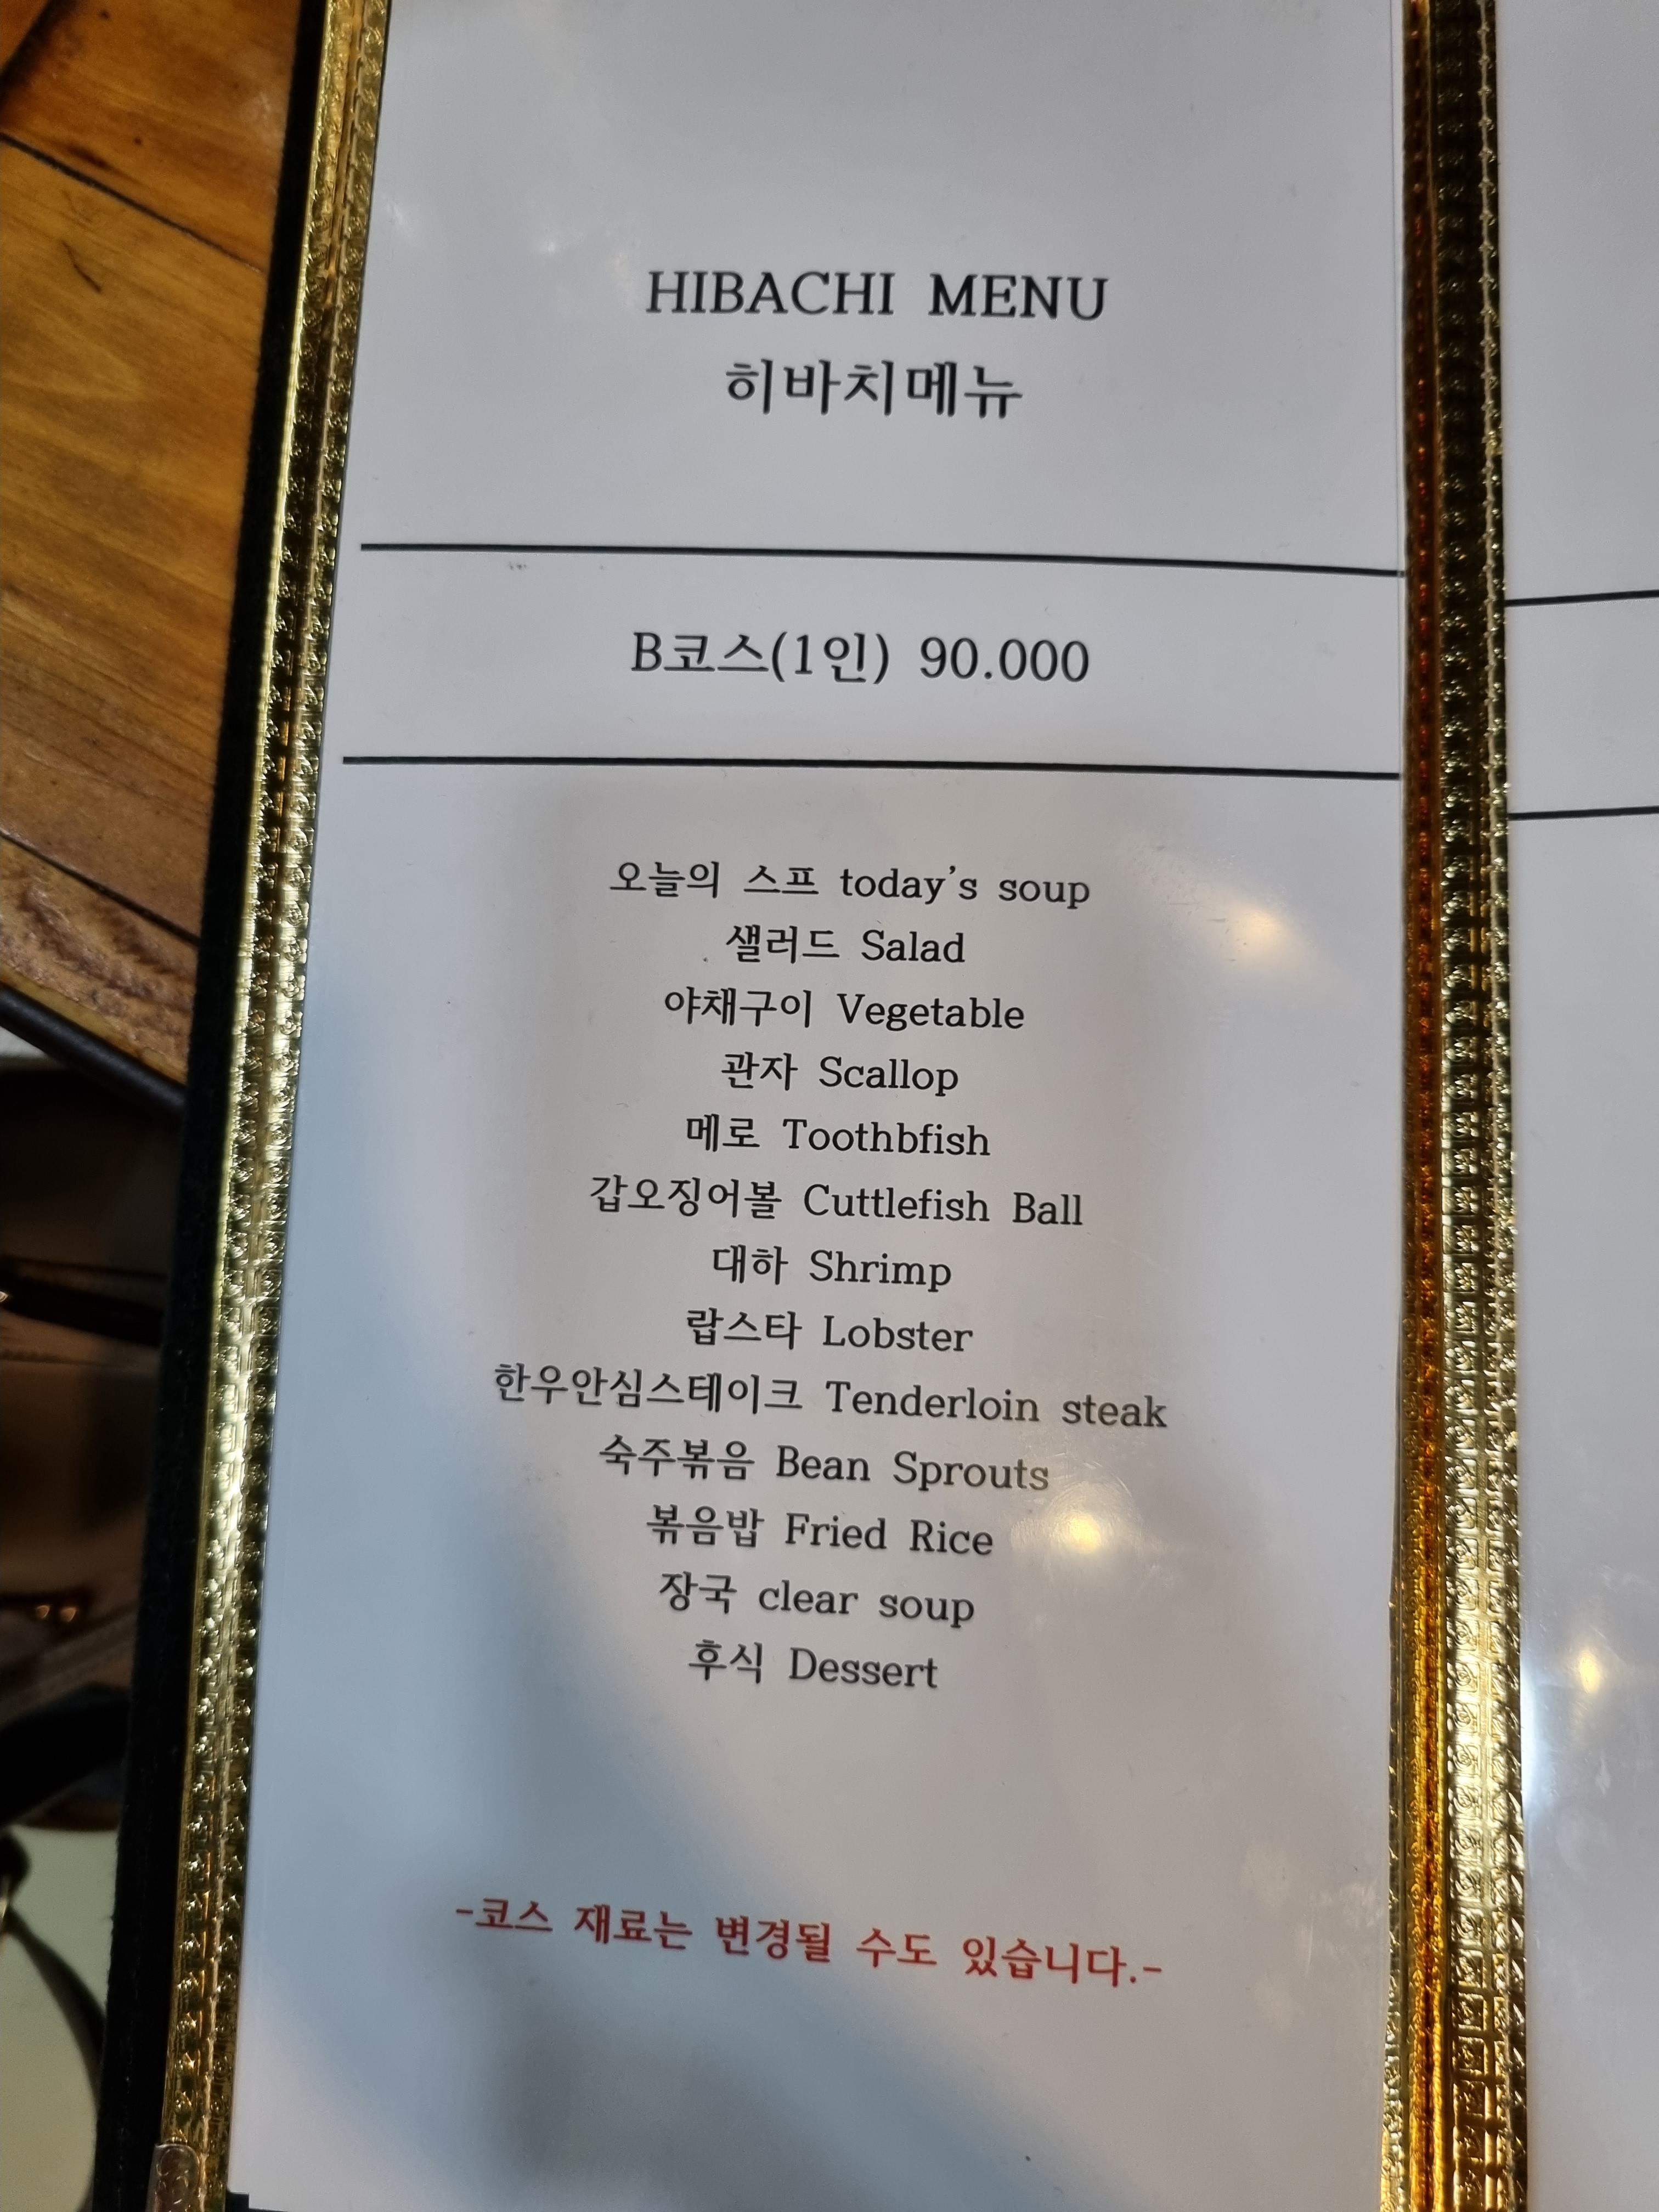 HIBACHI MENU
히바치메뉴
B코스(1인) 90.000
오늘의 스프 today's soup
샐러드 Salad
야채구이 Vegetable
관자 Scallop
메로 Toothbfish
갑오징어볼 Cuttlefish Ball
대하 Shrimp
랍스타 Lobster
한우안심스테이크 Tenderloin steak
숙주볶음 Bean Sprouts
볶음밥 Fried Rice
장국 clear soup
후식 Dessert
-코스 재료는 변경될 수도 있습니다.-